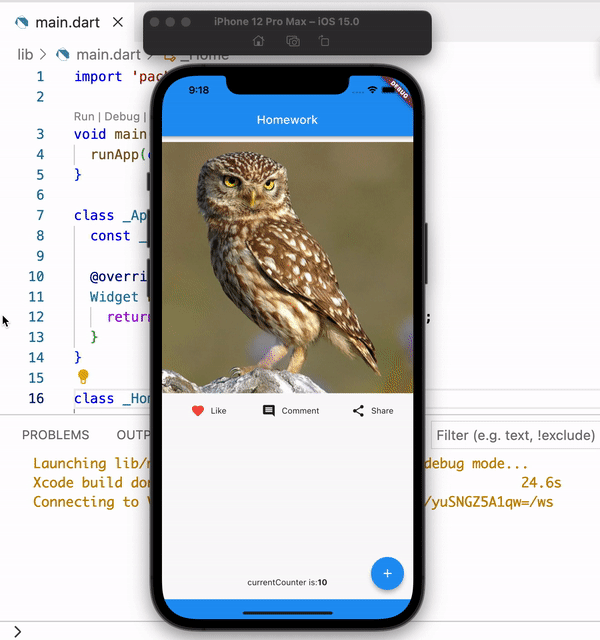 iPhone 12 Pro Max – iOS 15.0
main.dart
lib > main.dart > _Home
1 import 'pac
2
Run | Debug |
3 void main
4 runApp(
5 }
6
7 class _Ap
8 const _
9
10 @overri
11 Widget
12 return ;
13 }
14 }
15
16 class _Hom
9:18
DEBUG
Homework
Like Comment Share
currentCounter is:10
+
PROBLEMS OUTP Filter (e.g. text, !exclude)
Launching lib/ debug mode...
Xcode build don 24.6s
Connecting to V /yuSNGZ5A1qw=/ws